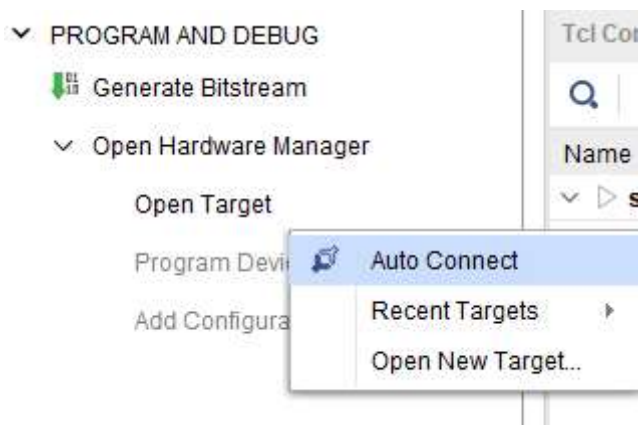 PROGRAM AND DEBUG
Generate Bitstream
Open Hardware Manager
Open Target
Program Devi
Add Configura
Auto Connect
Recent Targets
Open New Target...
Tcl Co
Name
s